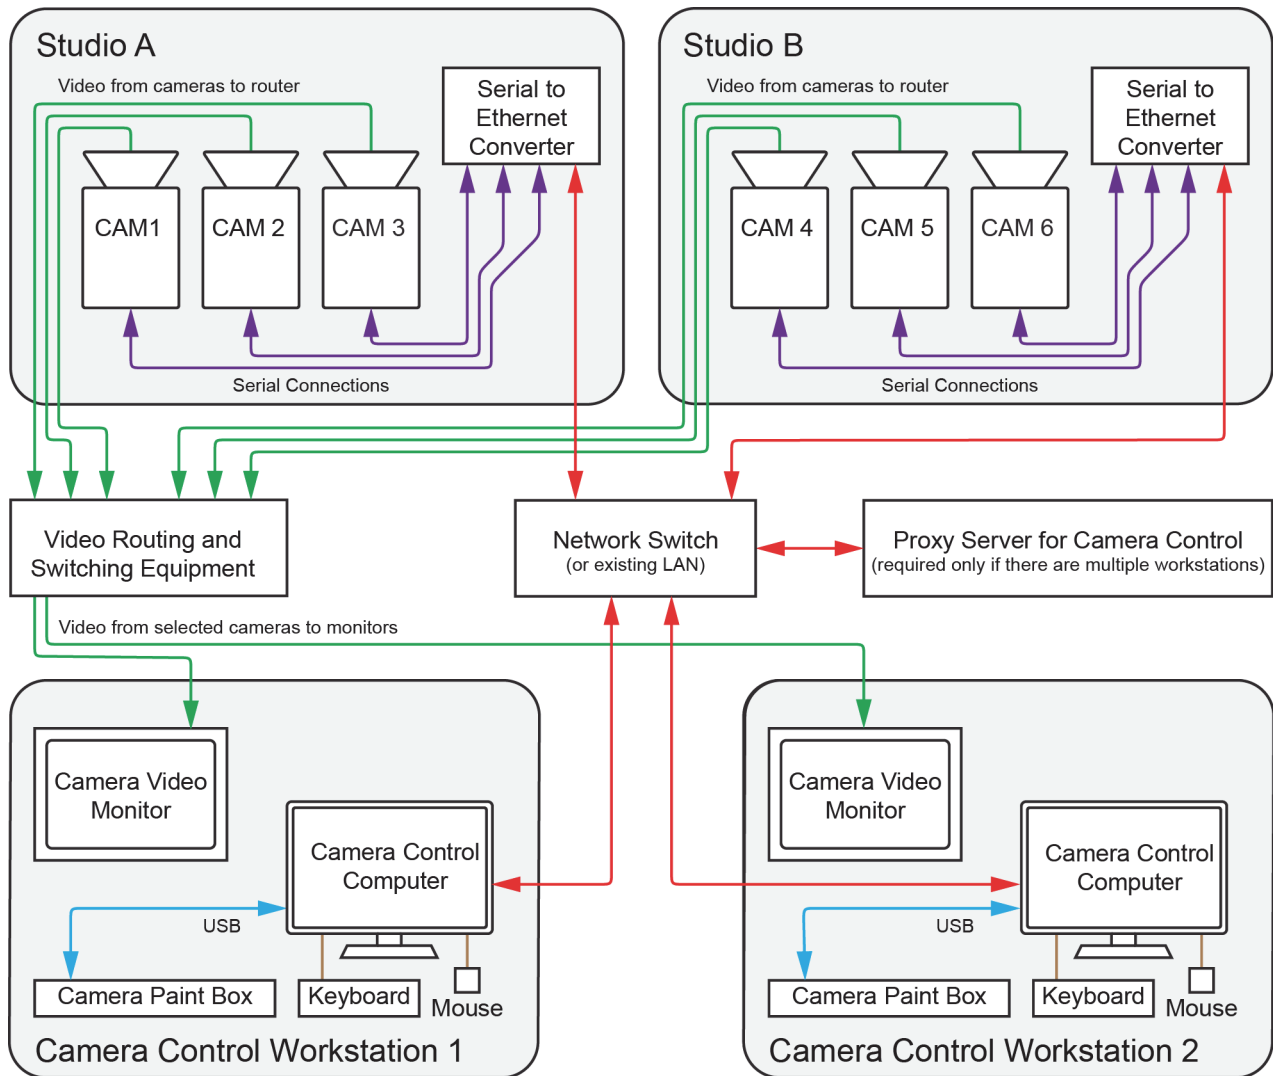 Studio A
Video from cameras to router
Serial to
Ethernet
Converter
CAM1
CAM 2
CAM 3
Serial Connections
Studio B
Video from cameras to router
Serial to
Ethernet
Converter
CAM 4
CAM 5
CAM 6
Serial Connections
Video Routing and
Switching Equipment
Network Switch
(or existing LAN)
Proxy Server for Camera Control
(required only if there are multiple workstations)
Video from selected cameras to monitors
Camera Video
Monitor
Camera Control
Computer
USB
Camera Paint Box
Keyboard
Mouse
Camera Control Workstation 1
Camera Video
Monitor
Camera Control
Computer
USB
Camera Paint Box
Keyboard
Mouse
Camera Control Workstation 2